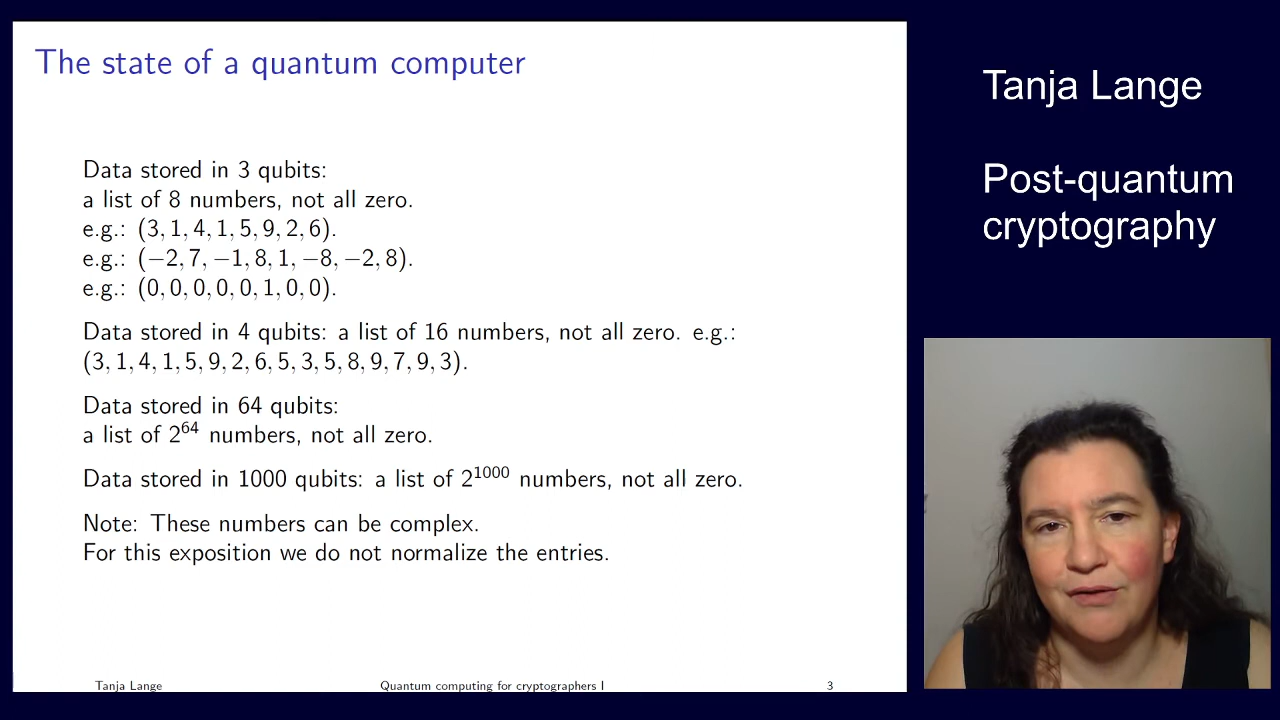 The state of a quantum computer
Data stored in 3 qubits:
a list of 8 numbers, not all zero.
e.g.: (3, 1, 4, 1, 5, 9, 2, 6).
e.g.: (−2, 7, −1, 8, 1, −8, −2, 8).
e.g.: (0, 0, 0, 0, 0, 1, 0, 0).
Data stored in 4 qubits: a list of 16 numbers, not all zero. e.g.:
(3, 1, 4, 1, 5, 9, 2, 6, 5, 3, 5, 8, 9, 7, 9, 3).
Data stored in 64 qubits:
a list of 2^64 numbers, not all zero.
Data stored in 1000 qubits: a list of 2^1000 numbers, not all zero.
Note: These numbers can be complex.
For this exposition we do not normalize the entries.
Tanja Lange Quantum computing for cryptographers I 3
Tanja Lange
Post-quantum
cryptography